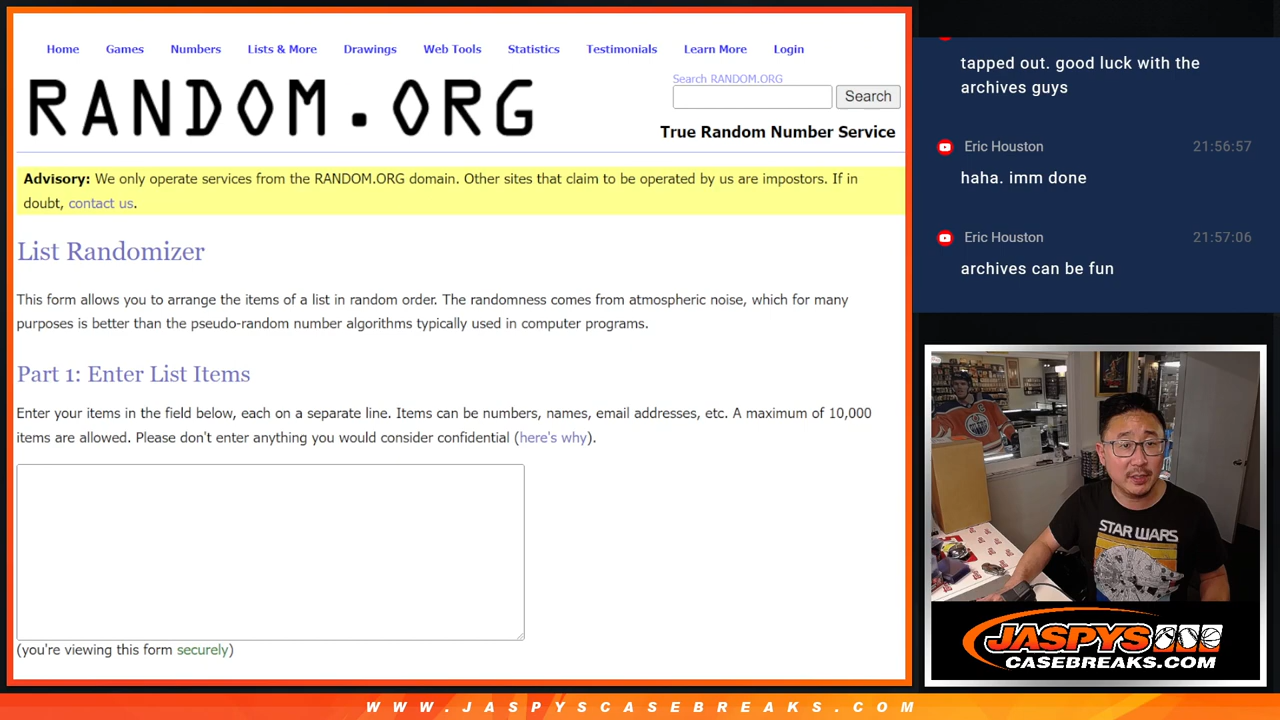 Home Games Numbers Lists & More Drawings Web Tools Statistics Testimonials Learn More Login
RANDOM.ORG
Search RANDOM.ORG
Search
True Random Number Service
Advisory: We only operate services from the RANDOM.ORG domain. Other sites that claim to be operated by us are impostors. If in
doubt, contact us.
List Randomizer
This form allows you to arrange the items of a list in random order. The randomness comes from atmospheric noise, which for many
purposes is better than the pseudo-random number algorithms typically used in computer programs.
Part 1: Enter List Items
Enter your items in the field below, each on a separate line. Items can be numbers, names, email addresses, etc. A maximum of 10,000
items are allowed. Please don't enter anything you would consider confidential (here's why).
(you're viewing this form securely)
tapped out. good luck with the
archives guys
Eric Houston 21:56:57
haha. imm done
Eric Houston 21:57:06
archives can be fun
STAR WARS
JASPYS
CASEBREAKS.COM
WWW.JASPYSCASEBREAKS.COM